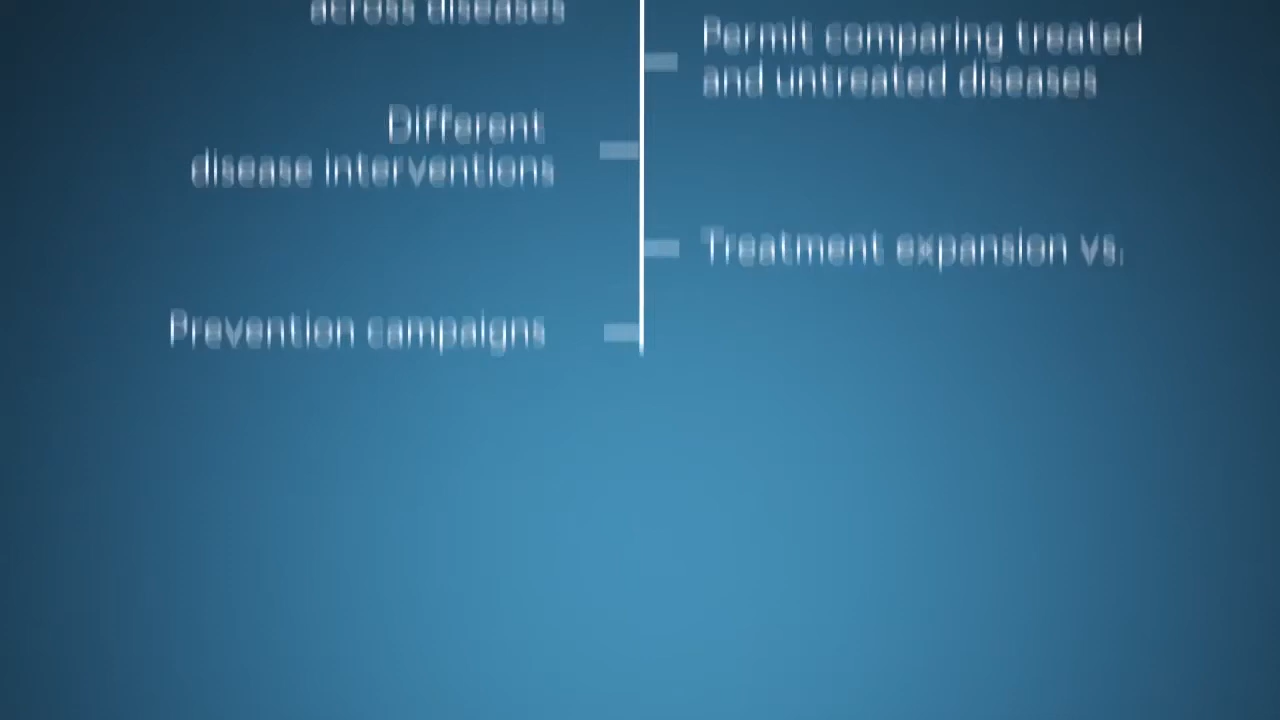 across diseases
Permit comparing treated
and untreated diseases
Different
disease interventions
Treatment expansion vs.
Prevention campaigns